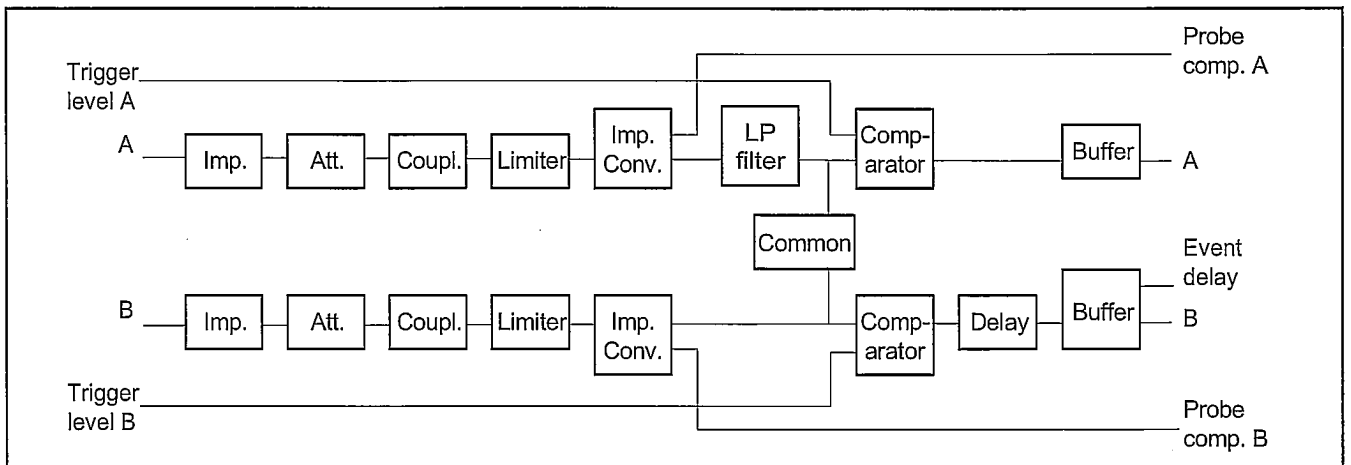 Probe
comp. A
Trigger
level A
A
Imp.
Att.
Coupl.
Limiter
Imp.
Conv.
LP
filter
Comp-
arator
Buffer
A
Common
Event
delay
B
Imp.
Att.
Coupl.
Limiter
Imp.
Conv.
Comp-
arator
Delay
Buffer
B
Trigger
level B
Probe
comp. B